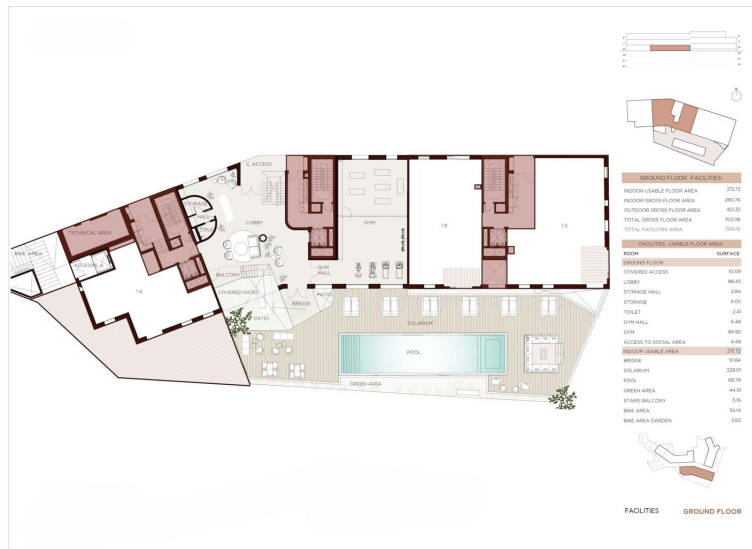 C. ACCESS
STORAGE
HALL
TOILET
LOBBY
GYM
TECHNICAL AREA
BIKE AREA
ACCESS P. A
1.N
1.R
1.S
BALCONY
GYM
HALL
COVERED PATIO
PATIO
BRIDGE
PATIO
SOLARIUM
POOL
GREEN AREA
N
GROUND FLOOR -FACILITIES-
INDOOR USABLE FLOOR AREA 213,72
INDOOR GROSS FLOOR AREA 280,76
OUTDOOR GROSS FLOOR AREA 421,32
TOTAL GROSS FLOOR AREA 702,08
TOTAL FACILITIES AREA
FACILITIES -USABLE FLOOR AREA-
ROOM SURFACE
GROUND FLOOR
COVERED ACCESS 10.09
LOBBY 88.43
STORAGE HALL 2.84
STORAGE 4.05
TOILET 2.41
GYM HALL 6.48
GYM 94.92
ACCESS TO SOCIAL AREA 4.49
INDOOR USABLE AREA 213,72
BRIDGE 10.84
SOLARIUM 228.01
POOL 68.79
GREEN AREA 44.19
STAIRS BALCONY 5.16
BIKE AREA 34.14
BIKE AREA GARDEN 2.62
FACILITIES GROUND FLOOR